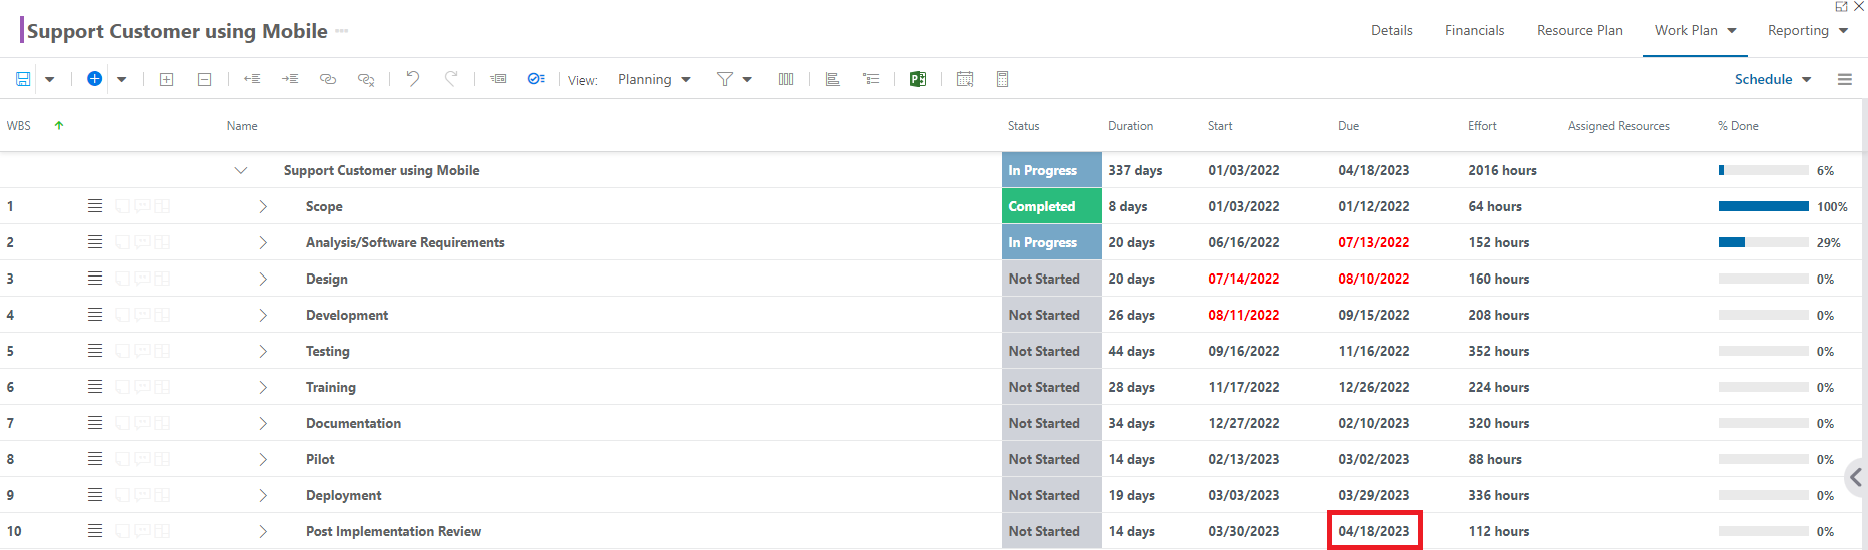 Support Customer using Mobile
Details Financials Resource Plan Work Plan Reporting
View: Planning Schedule
WBS Name Status Duration Start Due Effort Assigned Resources % Done
Support Customer using Mobile In Progress 337 days 01/03/2022 04/18/2023 2016 hours 6%
1 Scope Completed 8 days 01/03/2022 01/12/2022 64 hours 100%
2 Analysis/Software Requirements In Progress 20 days 06/16/2022 07/13/2022 152 hours 29%
3 Design Not Started 20 days 07/14/2022 08/10/2022 160 hours 0%
4 Development Not Started 26 days 08/11/2022 09/15/2022 208 hours 0%
5 Testing Not Started 44 days 09/16/2022 11/16/2022 352 hours 0%
6 Training Not Started 28 days 11/17/2022 12/26/2022 224 hours 0%
7 Documentation Not Started 34 days 12/27/2022 02/10/2023 320 hours 0%
8 Pilot Not Started 14 days 02/13/2023 03/02/2023 88 hours 0%
9 Deployment Not Started 19 days 03/03/2023 03/29/2023 336 hours 0%
10 Post Implementation Review Not Started 14 days 03/30/2023 04/18/2023 112 hours 0%